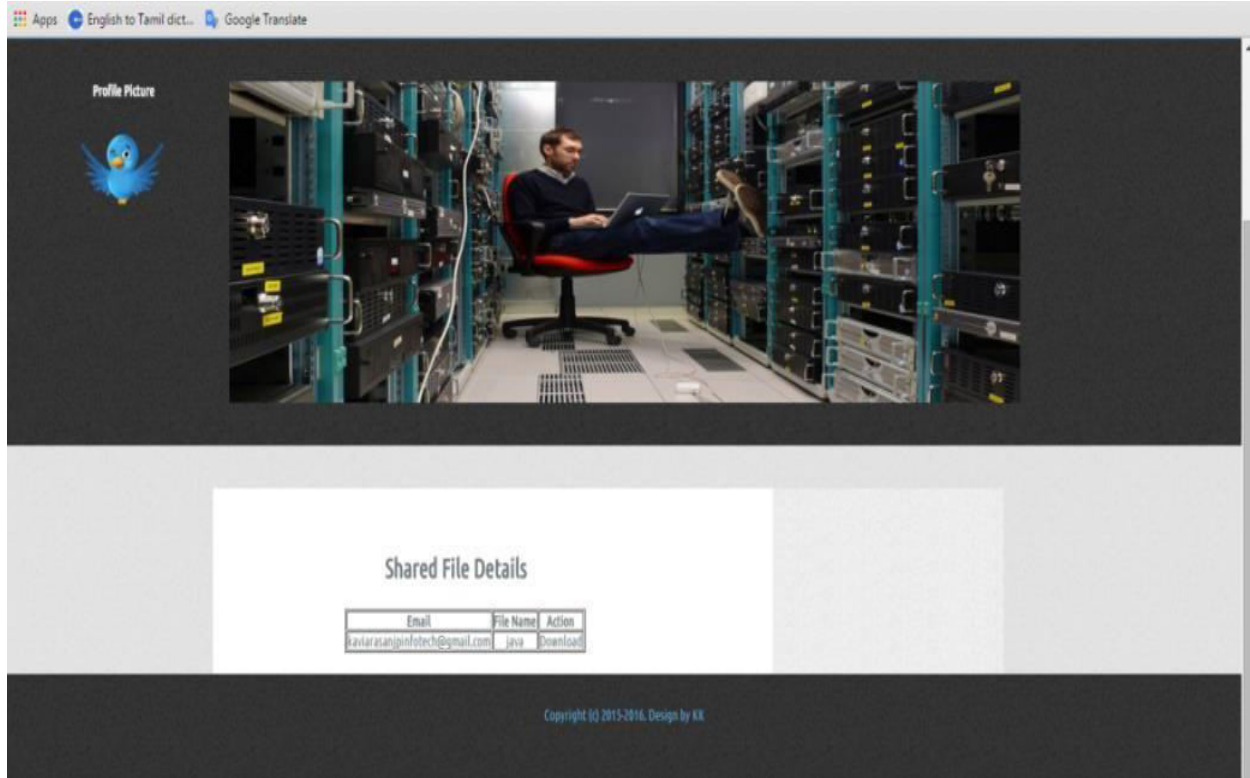 Apps English to Tamil dict... Google Translate
Profile Picture
Shared File Details
Email File Name Action
kaviarasanjpinfotech@gmail.com java Download
Copyright (c) 2015-2016. Design by KK